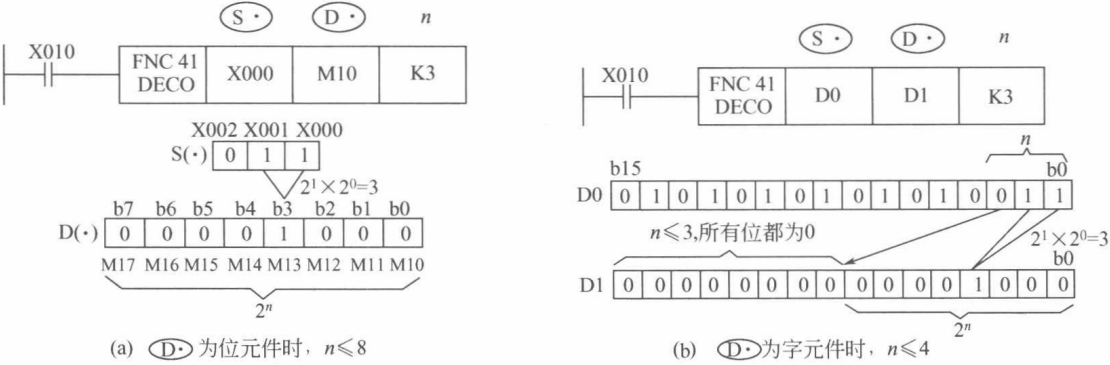 S· D· n
X010 FNC 41 DECO X000 M10 K3
X002 X001 X000
S(·) 0 1 1
2¹×2⁰=3
b7 b6 b5 b4 b3 b2 b1 b0
D(·) 0 0 0 0 1 0 0 0
M17 M16 M15 M14 M13 M12 M11 M10
2ⁿ
(a) D· 为位元件时，n≤8
S· D· n
X010 FNC 41 DECO D0 D1 K3
n
b15 b0
D0 0 1 0 1 0 1 0 1 0 1 0 1 0 0 1 1
n≤3,所有位都为0
2¹×2⁰=3
b0
D1 0 0 0 0 0 0 0 0 0 0 0 0 1 0 0 0
2ⁿ
(b) D· 为字元件时，n≤4